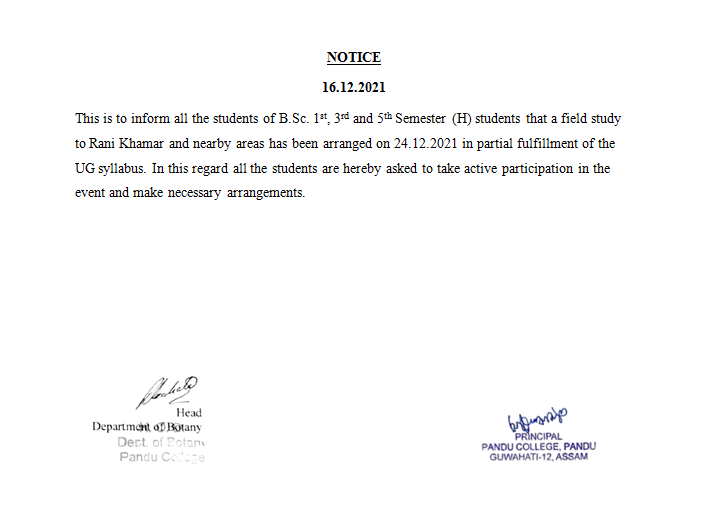 NOTICE
16.12.2021
This is to inform all the students of B.Sc. 1st, 3rd and 5th Semester (H) students that a field study
to Rani Khamar and nearby areas has been arranged on 24.12.2021 in partial fulfillment of the
UG syllabus. In this regard all the students are hereby asked to take active participation in the
event and make necessary arrangements.
Head
Department of Botany
Dept. of Botany
Pandu College
PRINCIPAL
PANDU COLLEGE, PANDU
GUWAHATI-12, ASSAM